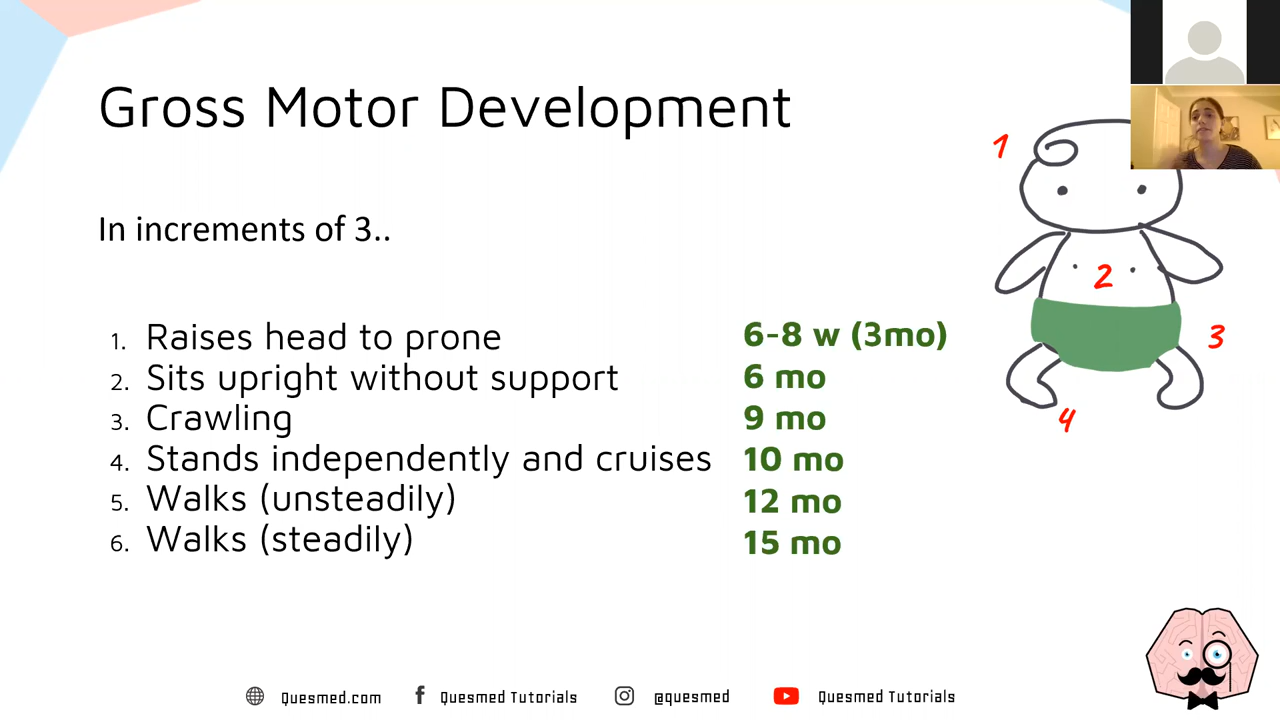 Gross Motor Development
In increments of 3..
1. Raises head to prone 6-8 w (3mo)
2. Sits upright without support 6 mo
3. Crawling 9 mo
4. Stands independently and cruises 10 mo
5. Walks (unsteadily) 12 mo
6. Walks (steadily) 15 mo
1
2
3
4
Quesmed.com Quesmed Tutorials @quesmed Quesmed Tutorials